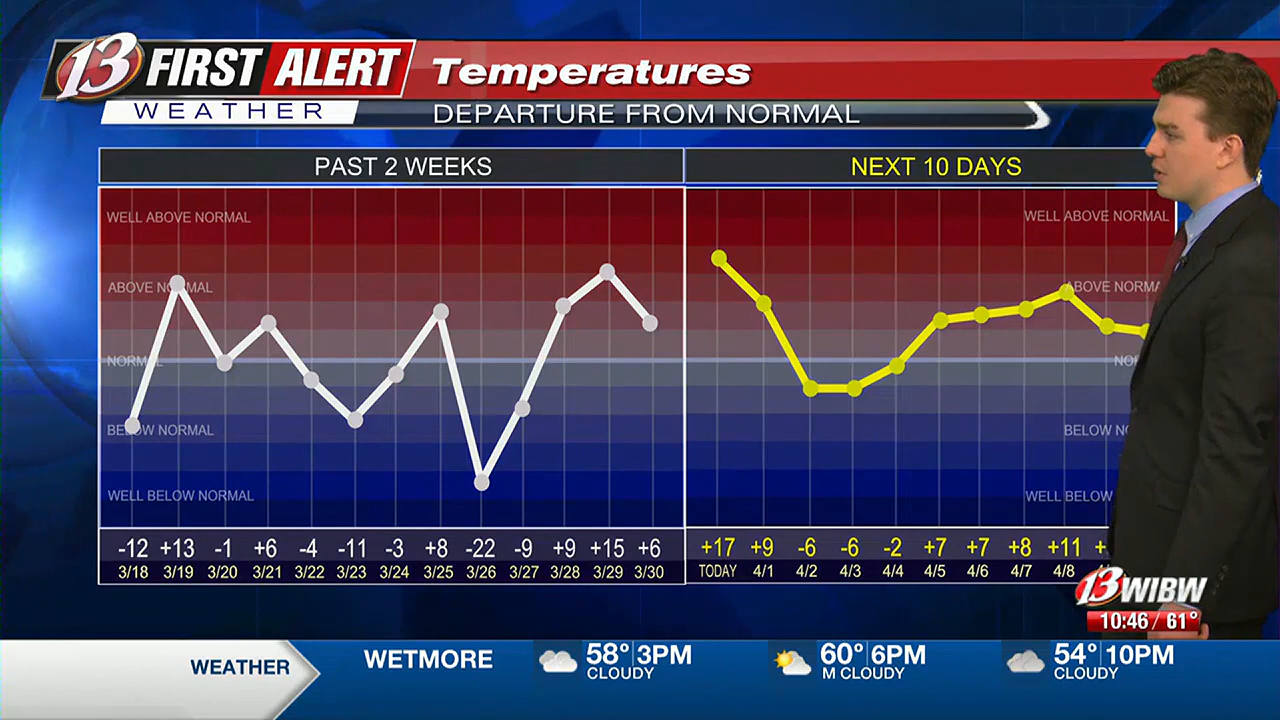 13 FIRST ALERT
WEATHER
Temperatures
DEPARTURE FROM NORMAL
PAST 2 WEEKS
NEXT 10 DAYS
WELL ABOVE NORMAL
ABOVE NORMAL
NORMAL
BELOW NORMAL
WELL BELOW NORMAL
WELL ABOVE NORMAL
ABOVE NORMA
NO
BELOW NO
WELL BELOW
-12 +13 -1 +6 -4 -11 -3 +8 -22 -9 +9 +15 +6
3/18 3/19 3/20 3/21 3/22 3/23 3/24 3/25 3/26 3/27 3/28 3/29 3/30
+17 +9 -6 -6 -2 +7 +7 +8 +11 +
TODAY 4/1 4/2 4/3 4/4 4/5 4/6 4/7 4/8
13 WIBW
10:46 / 61°
WEATHER
WETMORE
58° 3PM
CLOUDY
60° 6PM
M CLOUDY
54° 10PM
CLOUDY